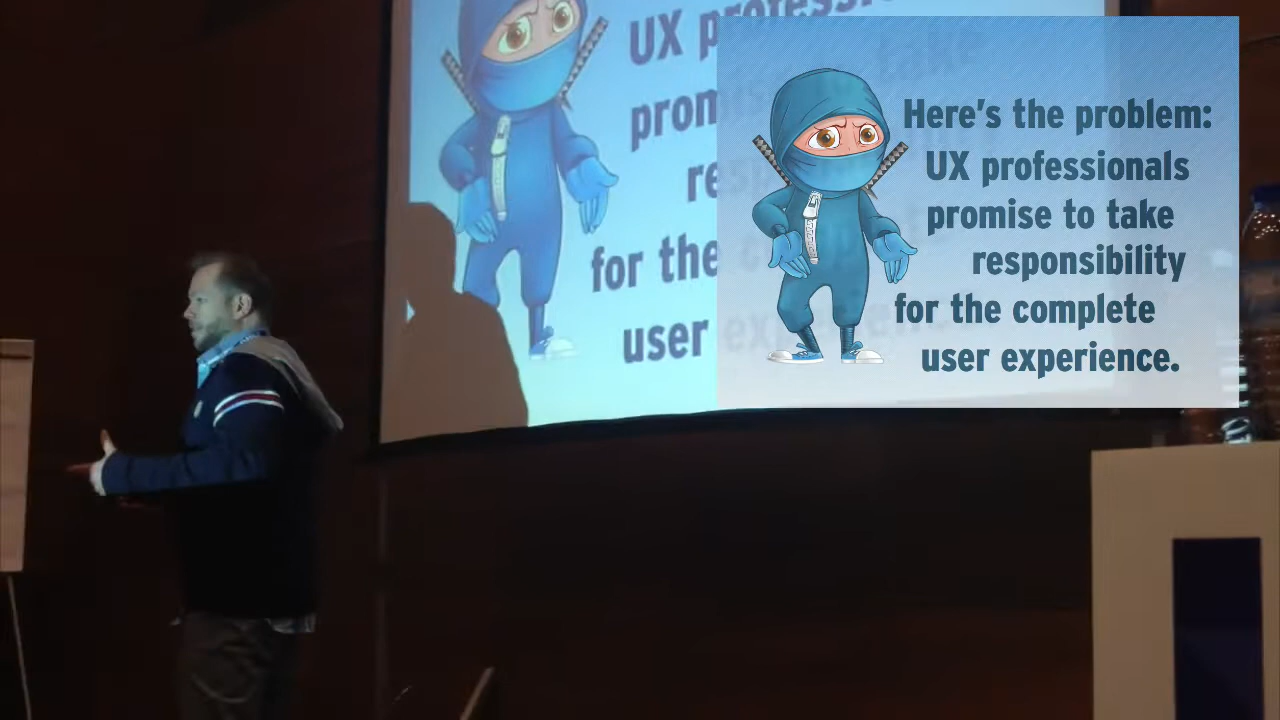 UX professi
prom
re
for the
user
Here's the problem:
UX professionals
promise to take
responsibility
for the complete
user experience.